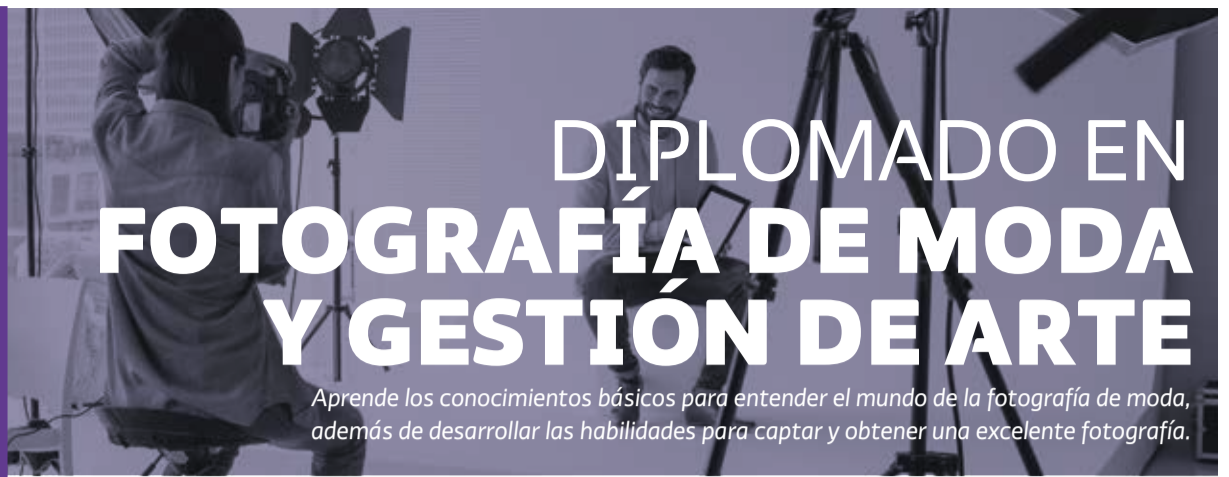 DIPLOMADO EN
FOTOGRAFÍA DE MODA
Y GESTIÓN DE ARTE
Aprende los conocimientos básicos para entender el mundo de la fotografía de moda,
además de desarrollar las habilidades para captar y obtener una excelente fotografía.